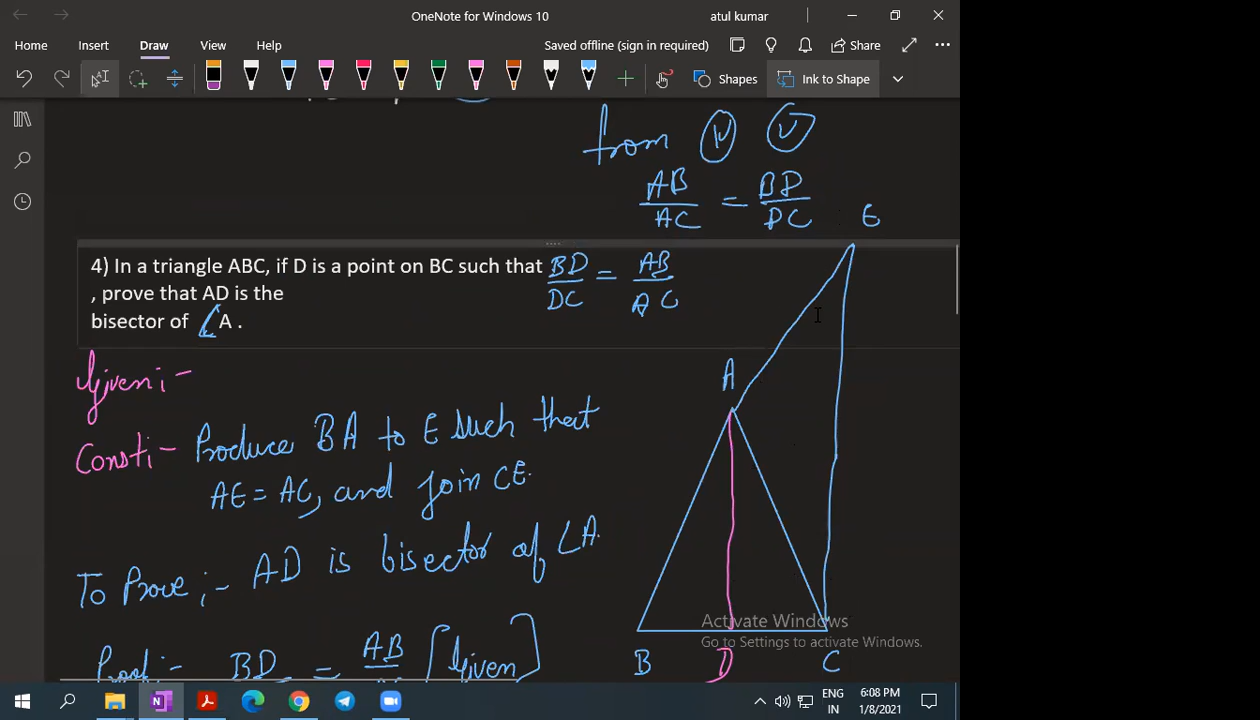 OneNote for Windows 10
atul kumar
Home Insert Draw View Help
Saved offline (sign in required)
Share
Shapes
Ink to Shape
from IV V
AB/AC = BD/DC
E
4) In a triangle ABC, if D is a point on BC such that BD/DC = AB/AC
, prove that AD is the
bisector of ∠A .
Given :-
Const :- Produce BA to E such that
AE = AC, and join CE.
To Prove :- AD is bisector of ∠A.
Proof :- BD = AB [Given]
A
B D C
Activate Windows
Go to Settings to activate Windows.
ENG
IN
6:08 PM
1/8/2021